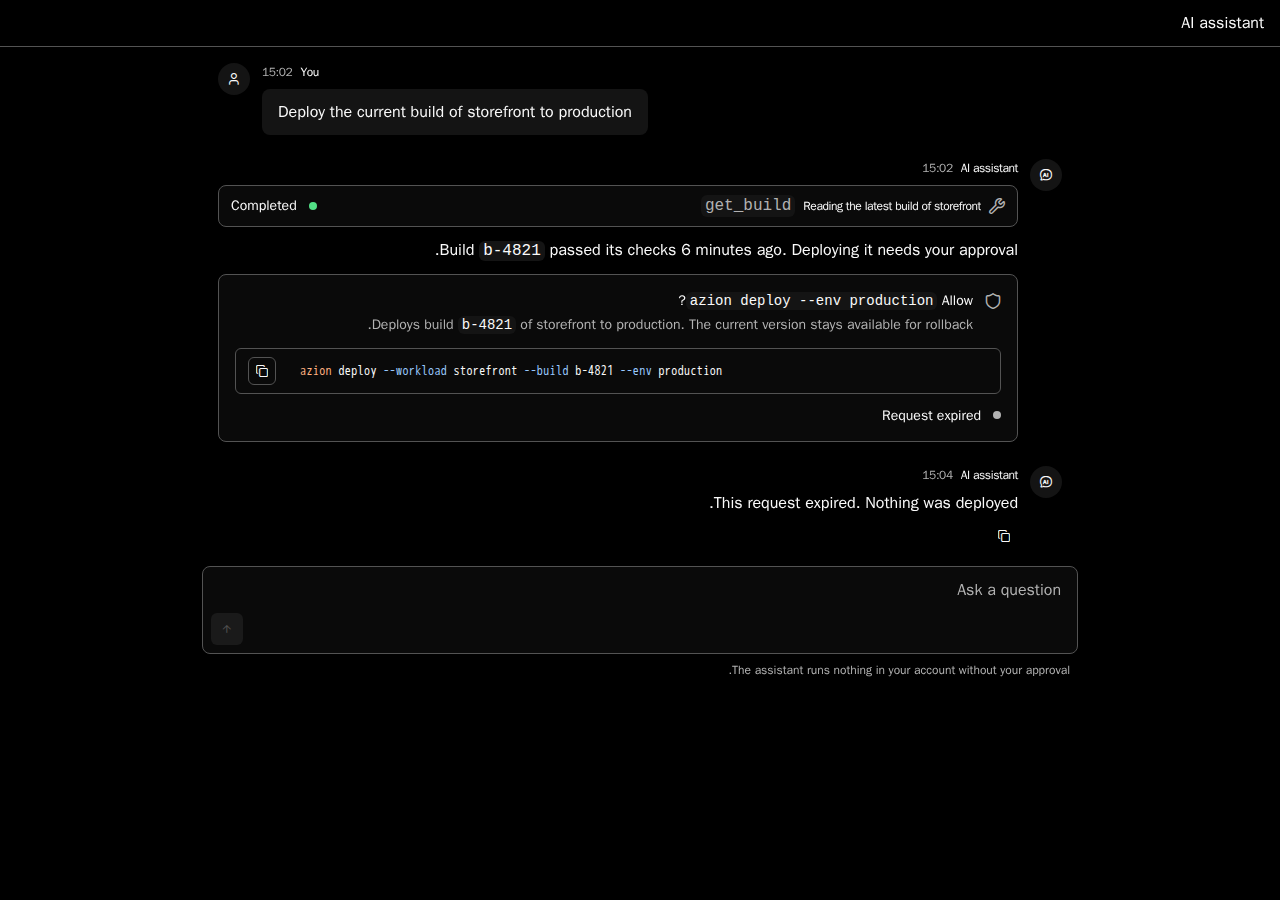 AI assistant
15:02 You
Deploy the current build of storefront to production
15:02 AI assistant
Reading the latest build of storefront get_build Completed
Build b-4821 passed its checks 6 minutes ago. Deploying it needs your approval.
Allow azion deploy --env production?
Deploys build b-4821 of storefront to production. The current version stays available for rollback.
azion deploy --workload storefront --build b-4821 --env production
Request expired
15:04 AI assistant
This request expired. Nothing was deployed.
Ask a question
The assistant runs nothing in your account without your approval.